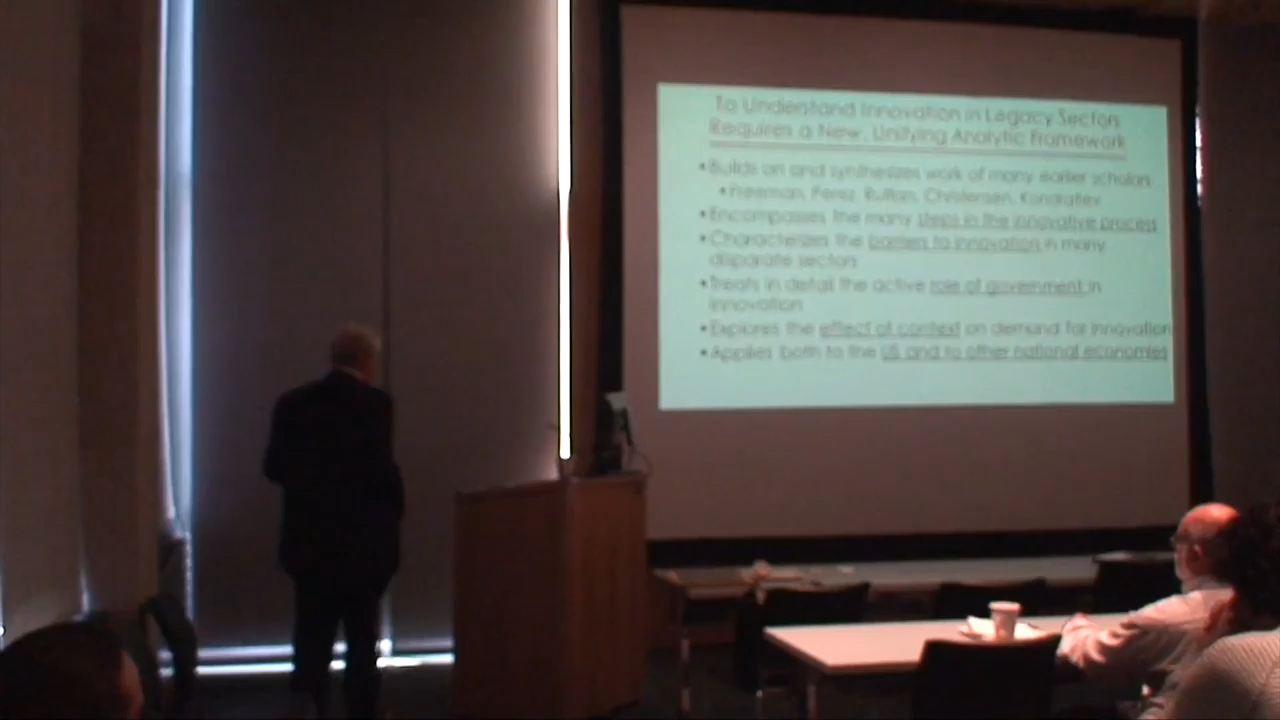 To Understand Innovation in Legacy Sectors
Requires a New, Unifying Analytic Framework
•Builds on and synthesizes work of many earlier scholars
•Freeman, Perez, Ruttan, Christensen, Kondratiev
•Encompasses the many steps in the innovative process
•Characterizes the barriers to innovation in many
disparate sectors
•Treats in detail the active role of government in
innovation
•Explores the effect of context on demand for innovation
•Applies both to the US and to other national economies